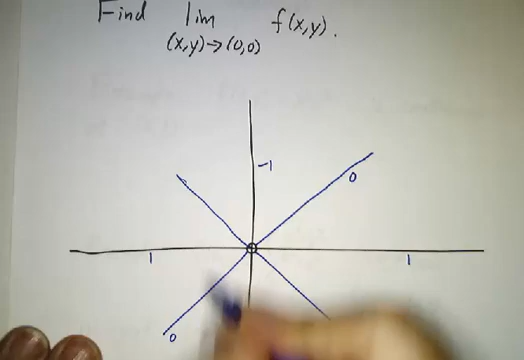 Find lim f(x,y).
(x,y)→(0,0)
-1
0
1
1
0